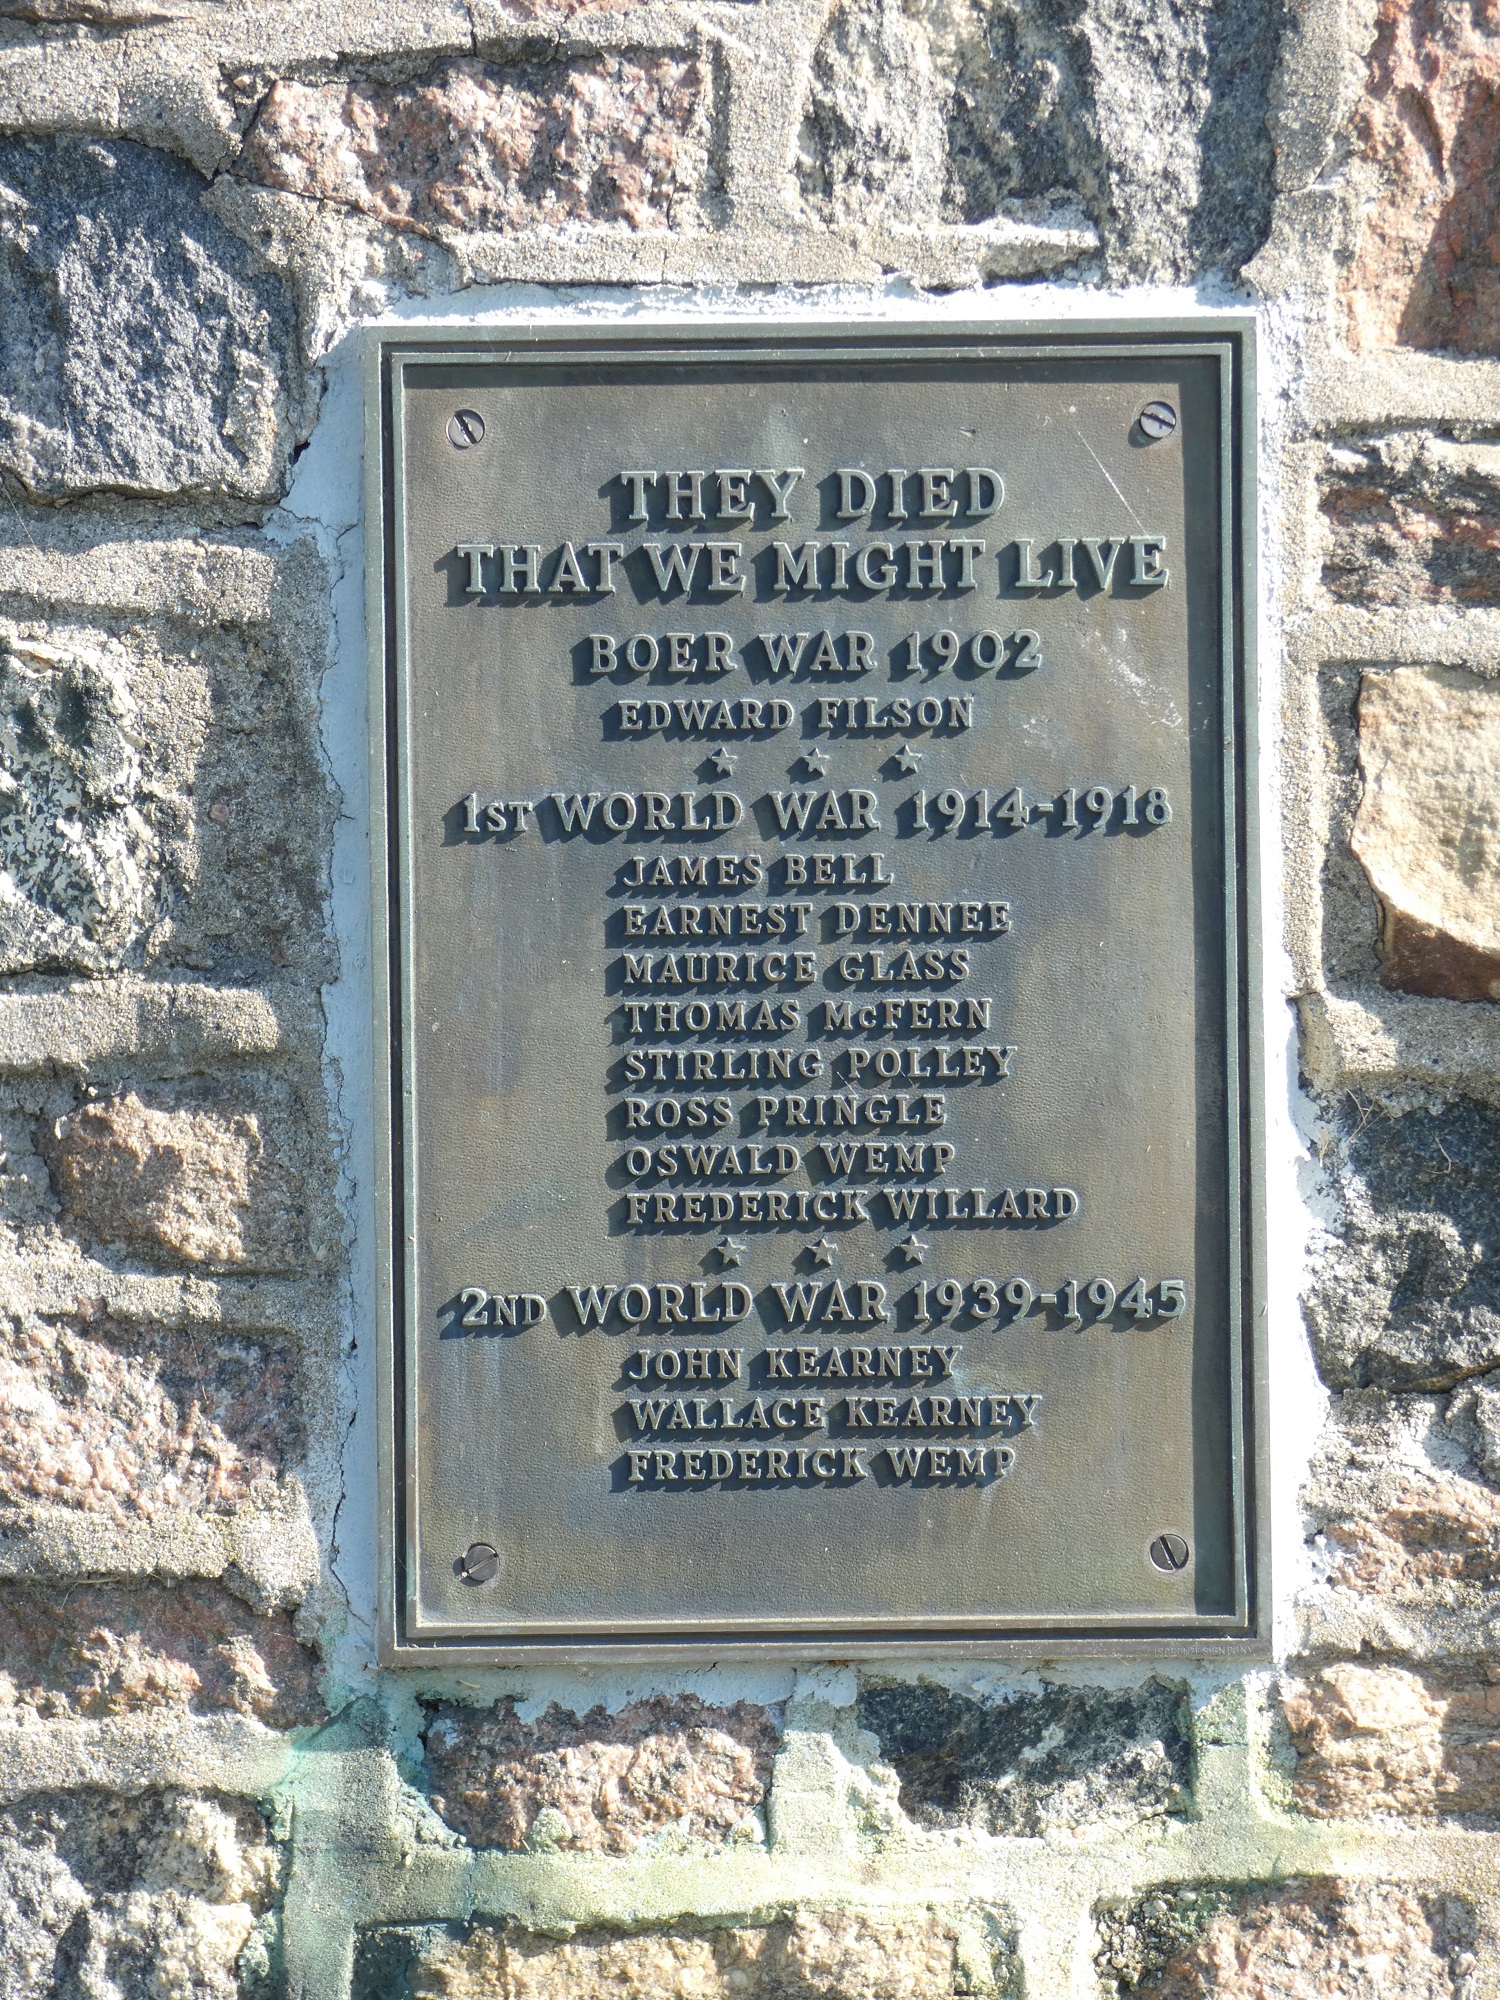 THEY DIED
THAT WE MIGHT LIVE
BOER WAR 1902
EDWARD FILSON
1ST WORLD WAR 1914-1918
JAMES BELL
EARNEST DENNEE
MAURICE GLASS
THOMAS McFERN
STIRLING POLLEY
ROSS PRINGLE
OSWALD WEMP
FREDERICK WILLARD
2ND WORLD WAR 1939-1945
JOHN KEARNEY
WALLACE KEARNEY
FREDERICK WEMP